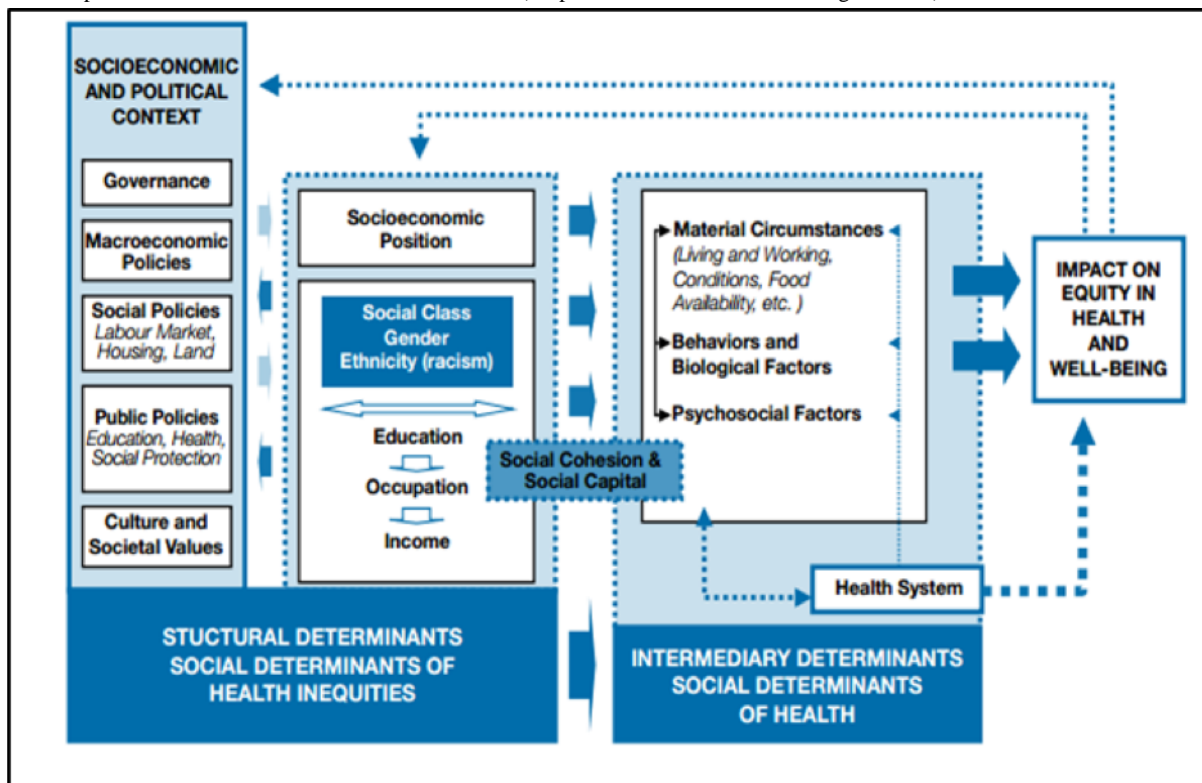 SOCIOECONOMIC
AND POLITICAL
CONTEXT
Governance
Macroeconomic
Policies
Social Policies
Labour Market,
Housing, Land
Public Policies
Education, Health,
Social Protection
Culture and
Societal Values
Socioeconomic
Position
Social Class
Gender
Ethnicity (racism)
Education
Occupation
Income
Social Cohesion &
Social Capital
Material Circumstances
(Living and Working,
Conditions, Food
Availability, etc. )
Behaviors and
Biological Factors
Psychosocial Factors
Health System
IMPACT ON
EQUITY IN
HEALTH
AND
WELL-BEING
STUCTURAL DETERMINANTS
SOCIAL DETERMINANTS OF
HEALTH INEQUITIES
INTERMEDIARY DETERMINANTS
SOCIAL DETERMINANTS
OF HEALTH